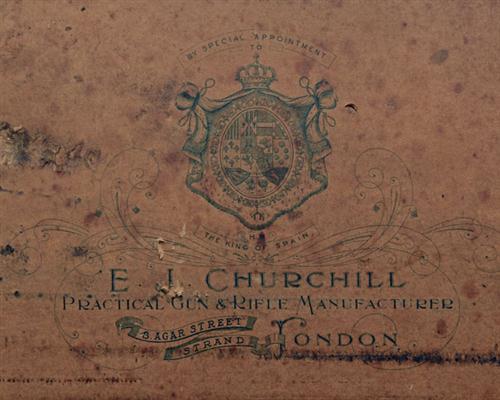 BY SPECIAL APPOINTMENT
TO
H.M.
THE KING OF SPAIN.
E. J. CHURCHILL
PRACTICAL GUN & RIFLE MANUFACTURER
8. AGAR STREET
STRAND
LONDON.